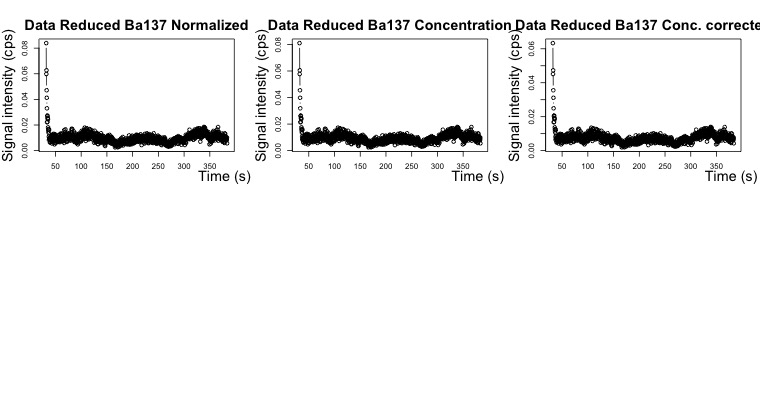 Data Reduced Ba137 Normalized
Signal intensity (cps)
0.00 0.02 0.04 0.06 0.08
50 100 150 200 250 300 350
Time (s)
Data Reduced Ba137 Concentration
Signal intensity (cps)
0.00 0.02 0.04 0.06 0.08
50 100 150 200 250 300 350
Time (s)
Data Reduced Ba137 Conc. correcte
Signal intensity (cps)
0.00 0.02 0.04 0.06
50 100 150 200 250 300 350
Time (s)